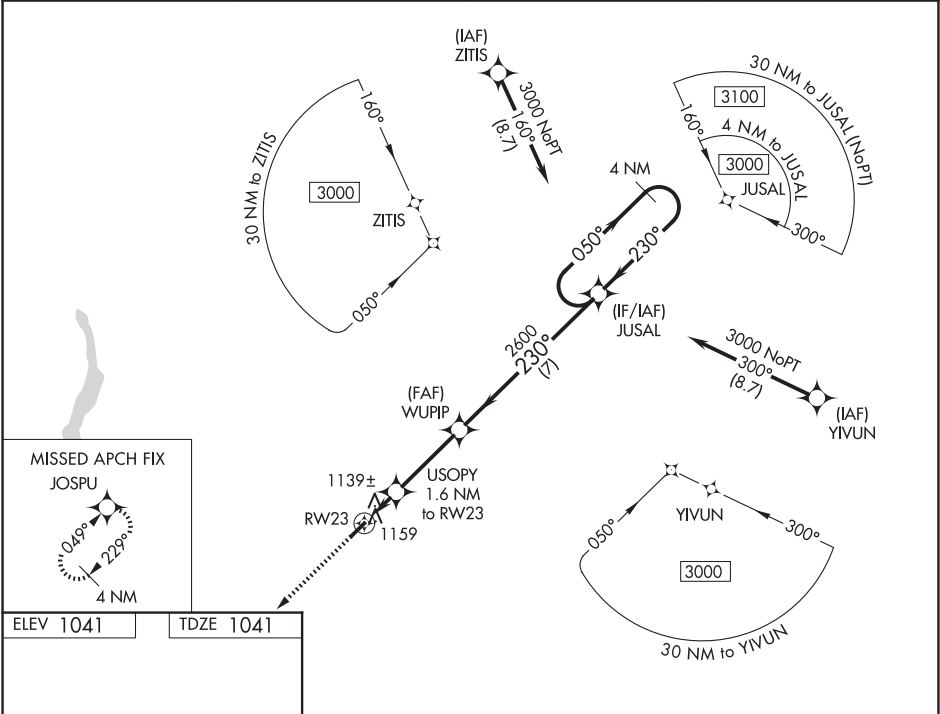 (IAF)
ZITIS
3000 NoPT
160°
(8.7)
30 NM to ZITIS
160°
3000
ZITIS
050°
30 NM to JUSAL (NoPT)
3100
160°
4 NM to JUSAL
3000
JUSAL
300°
4 NM
050°
230°
(IF/IAF)
JUSAL
2600
230°
(7)
3000 NoPT
300°
(8.7)
(IAF)
YIVUN
(FAF)
WUPIP
MISSED APCH FIX
JOSPU
049°
229°
4 NM
1139±
USOPY
1.6 NM
to RW23
RW23
1159
050°
YIVUN
300°
3000
30 NM to YIVUN
ELEV 1041
TDZE 1041